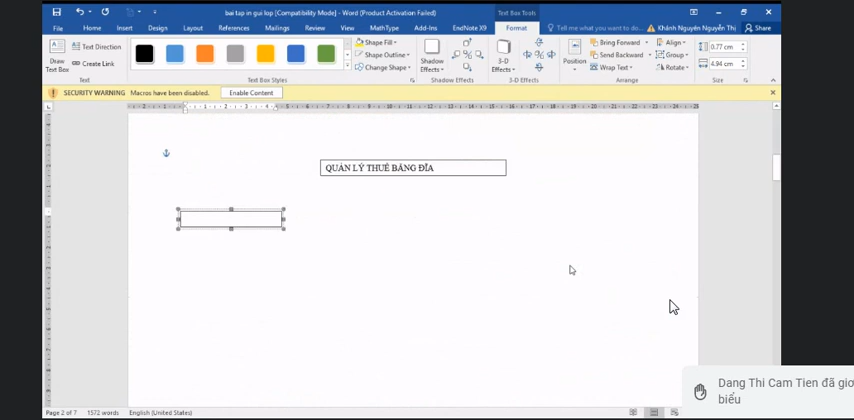 bai tap in gui lop [Compatibility Mode] - Word (Product Activation Failed)
Text Box Tools
File Home Insert Draw Design Layout References Mailings Review View MathType Add-Ins EndNote X9 Format Tell me what you want to do... Khánh Nguyên Nguyễn Thị Share
Draw Text Box
Text Direction
Create Link
Text
Text Box Styles
Shape Fill
Shape Outline
Change Shape
Shadow Effects
Shadow Effects
3-D Effects
3-D Effects
Position
Bring Forward
Send Backward
Wrap Text
Align
Group
Rotate
Arrange
0.77 cm
4.94 cm
Size
SECURITY WARNING Macros have been disabled. Enable Content
QUẢN LÝ THUÊ BĂNG ĐĨA
Dang Thi Cam Tien đã giơ
biểu
Page 2 of 7 1572 words English (United States)